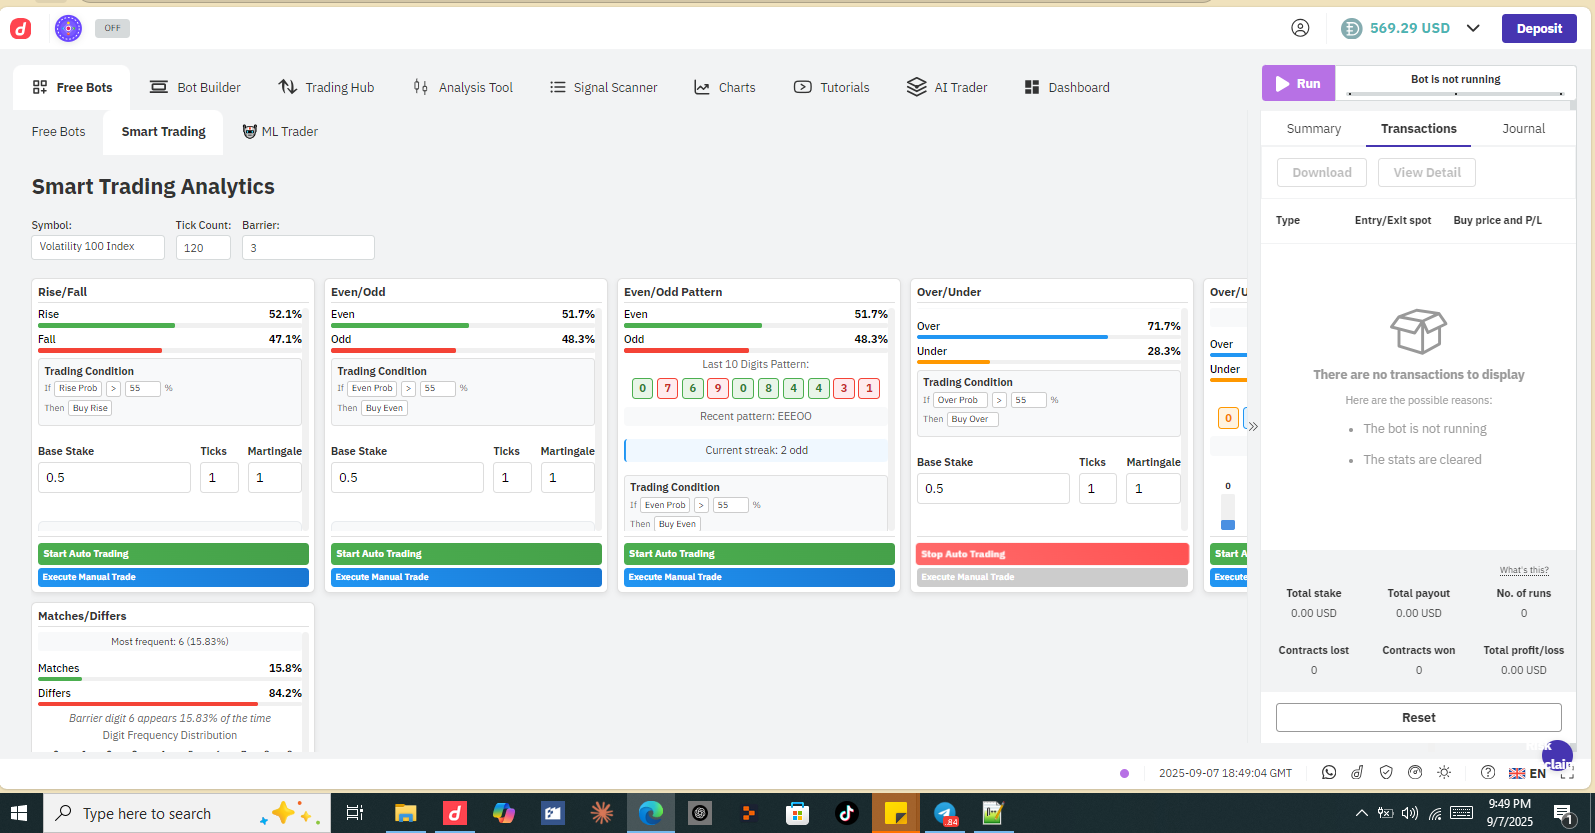 OFF
569.29 USD
Deposit
Free Bots
Bot Builder
Trading Hub
Analysis Tool
Signal Scanner
Charts
Tutorials
AI Trader
Dashboard
Run
Bot is not running
Free Bots
Smart Trading
ML Trader
Summary
Transactions
Journal
Download
View Detail
Type
Entry/Exit spot
Buy price and P/L
Smart Trading Analytics
Symbol:
Tick Count:
Barrier:
Volatility 100 Index
120
3
Rise/Fall
Rise 52.1%
Fall 47.1%
Trading Condition
If Rise Prob > 55 %
Then Buy Rise
Base Stake Ticks Martingale
0.5 1 1
Start Auto Trading
Execute Manual Trade
Even/Odd
Even 51.7%
Odd 48.3%
Trading Condition
If Even Prob > 55 %
Then Buy Even
Base Stake Ticks Martingale
0.5 1 1
Start Auto Trading
Execute Manual Trade
Even/Odd Pattern
Even 51.7%
Odd 48.3%
Last 10 Digits Pattern:
0 7 6 9 0 8 4 4 3 1
Recent pattern: EEEOO
Current streak: 2 odd
Trading Condition
If Even Prob > 55 %
Then Buy Even
Start Auto Trading
Execute Manual Trade
Over/Under
Over 71.7%
Under 28.3%
Trading Condition
If Over Prob > 55 %
Then Buy Over
Base Stake Ticks Martingale
0.5 1 1
Stop Auto Trading
Execute Manual Trade
Over/U
Over
Under
0
0
Start A
Execute
Matches/Differs
Most frequent: 6 (15.83%)
Matches 15.8%
Differs 84.2%
Barrier digit 6 appears 15.83% of the time
Digit Frequency Distribution
There are no transactions to display
Here are the possible reasons:
The bot is not running
The stats are cleared
What's this?
Total stake
Total payout
No. of runs
0.00 USD
0.00 USD
0
Contracts lost
Contracts won
Total profit/loss
0
0
0.00 USD
Reset
2025-09-07 18:49:04 GMT
EN
Type here to search
84
9:49 PM
9/7/2025
1